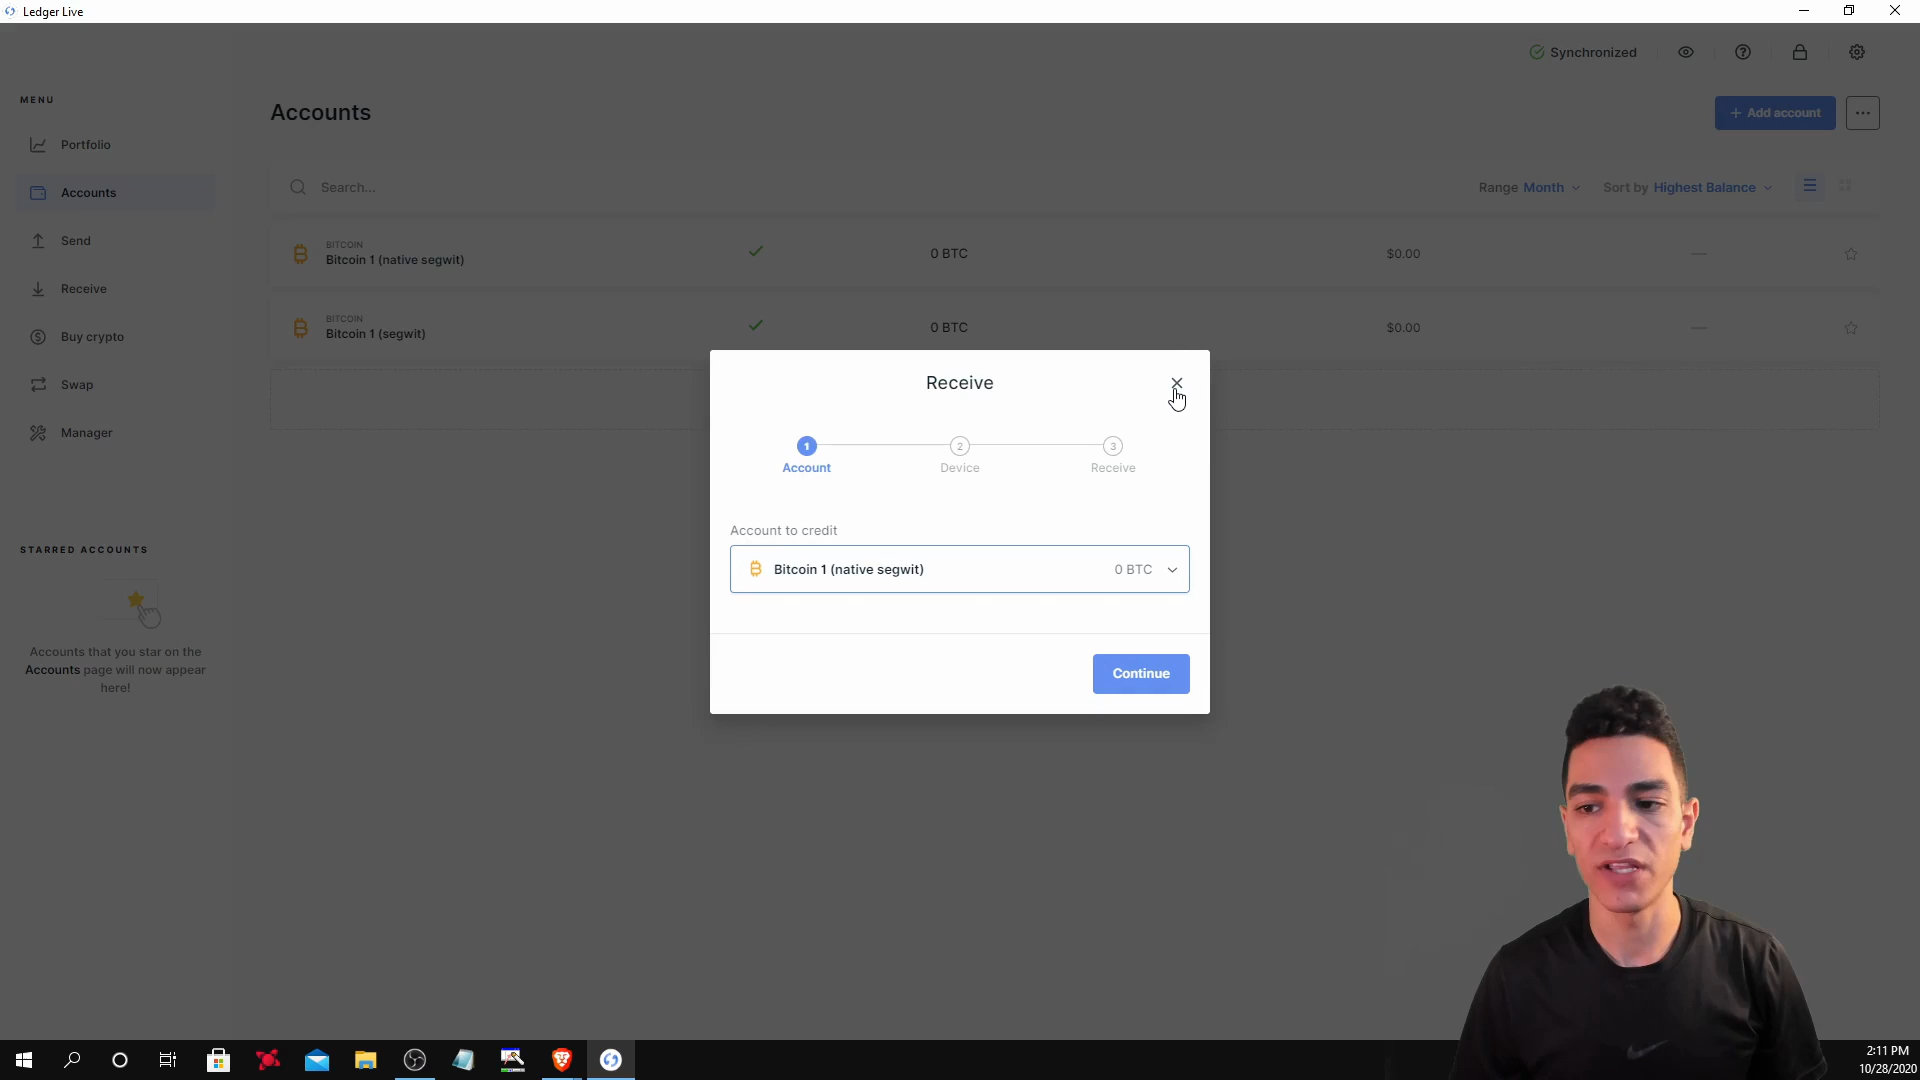 Ledger Live
Synchronized
MENU
Portfolio
Accounts
Send
Receive
Buy crypto
Swap
Manager
STARRED ACCOUNTS
Accounts that you star on the
Accounts page will now appear
here!
Accounts
+ Add account
Search...
Range Month
Sort by Highest Balance
BITCOIN
Bitcoin 1 (native segwit)
0 BTC
$0.00
—
BITCOIN
Bitcoin 1 (segwit)
0 BTC
$0.00
—
Receive
1
2
3
Account
Device
Receive
Account to credit
Bitcoin 1 (native segwit)
0 BTC
Continue
2:11 PM
10/28/2020